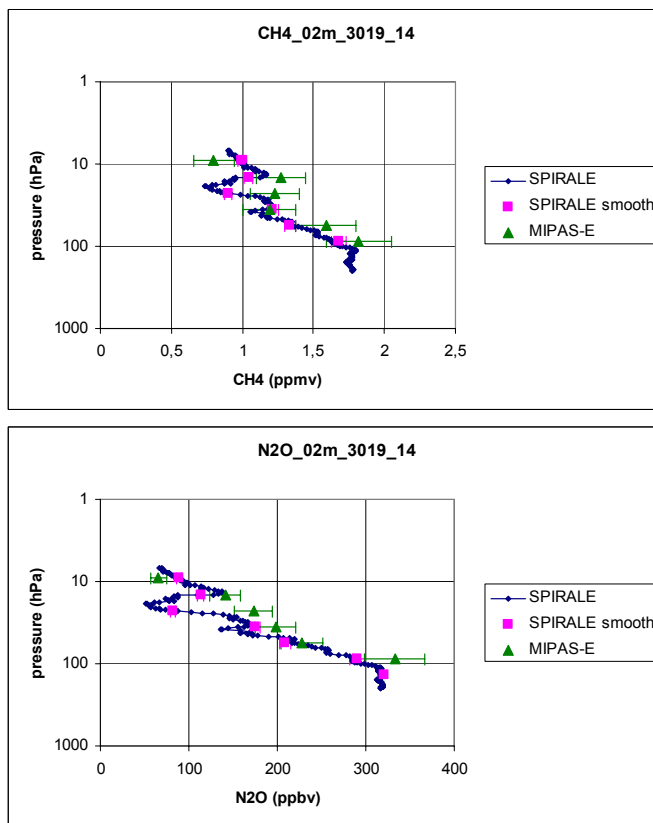 CH4_02m_3019_14
1
10
100
1000
pressure (hPa)
0
0,5
1
1,5
2
2,5
CH4 (ppmv)
SPIRALE
SPIRALE smooth
MIPAS-E
N2O_02m_3019_14
1
10
100
1000
pressure (hPa)
0
100
200
300
400
N2O (ppbv)
SPIRALE
SPIRALE smooth
MIPAS-E